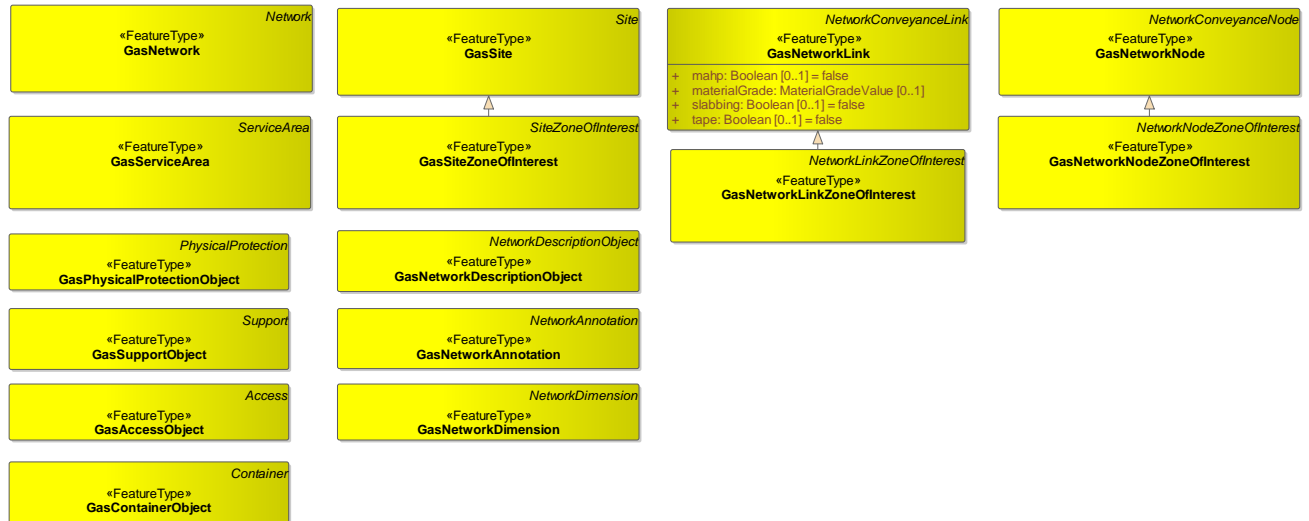 Network
«FeatureType»
GasNetwork
Site
«FeatureType»
GasSite
NetworkConveyanceLink
«FeatureType»
GasNetworkLink
+ mahp: Boolean [0..1] = false
+ materialGrade: MaterialGradeValue [0..1]
+ slabbing: Boolean [0..1] = false
+ tape: Boolean [0..1] = false
NetworkConveyanceNode
«FeatureType»
GasNetworkNode
ServiceArea
«FeatureType»
GasServiceArea
SiteZoneOfInterest
«FeatureType»
GasSiteZoneOfInterest
NetworkLinkZoneOfInterest
«FeatureType»
GasNetworkLinkZoneOfInterest
NetworkNodeZoneOfInterest
«FeatureType»
GasNetworkNodeZoneOfInterest
PhysicalProtection
«FeatureType»
GasPhysicalProtectionObject
NetworkDescriptionObject
«FeatureType»
GasNetworkDescriptionObject
Support
«FeatureType»
GasSupportObject
NetworkAnnotation
«FeatureType»
GasNetworkAnnotation
Access
«FeatureType»
GasAccessObject
NetworkDimension
«FeatureType»
GasNetworkDimension
Container
«FeatureType»
GasContainerObject